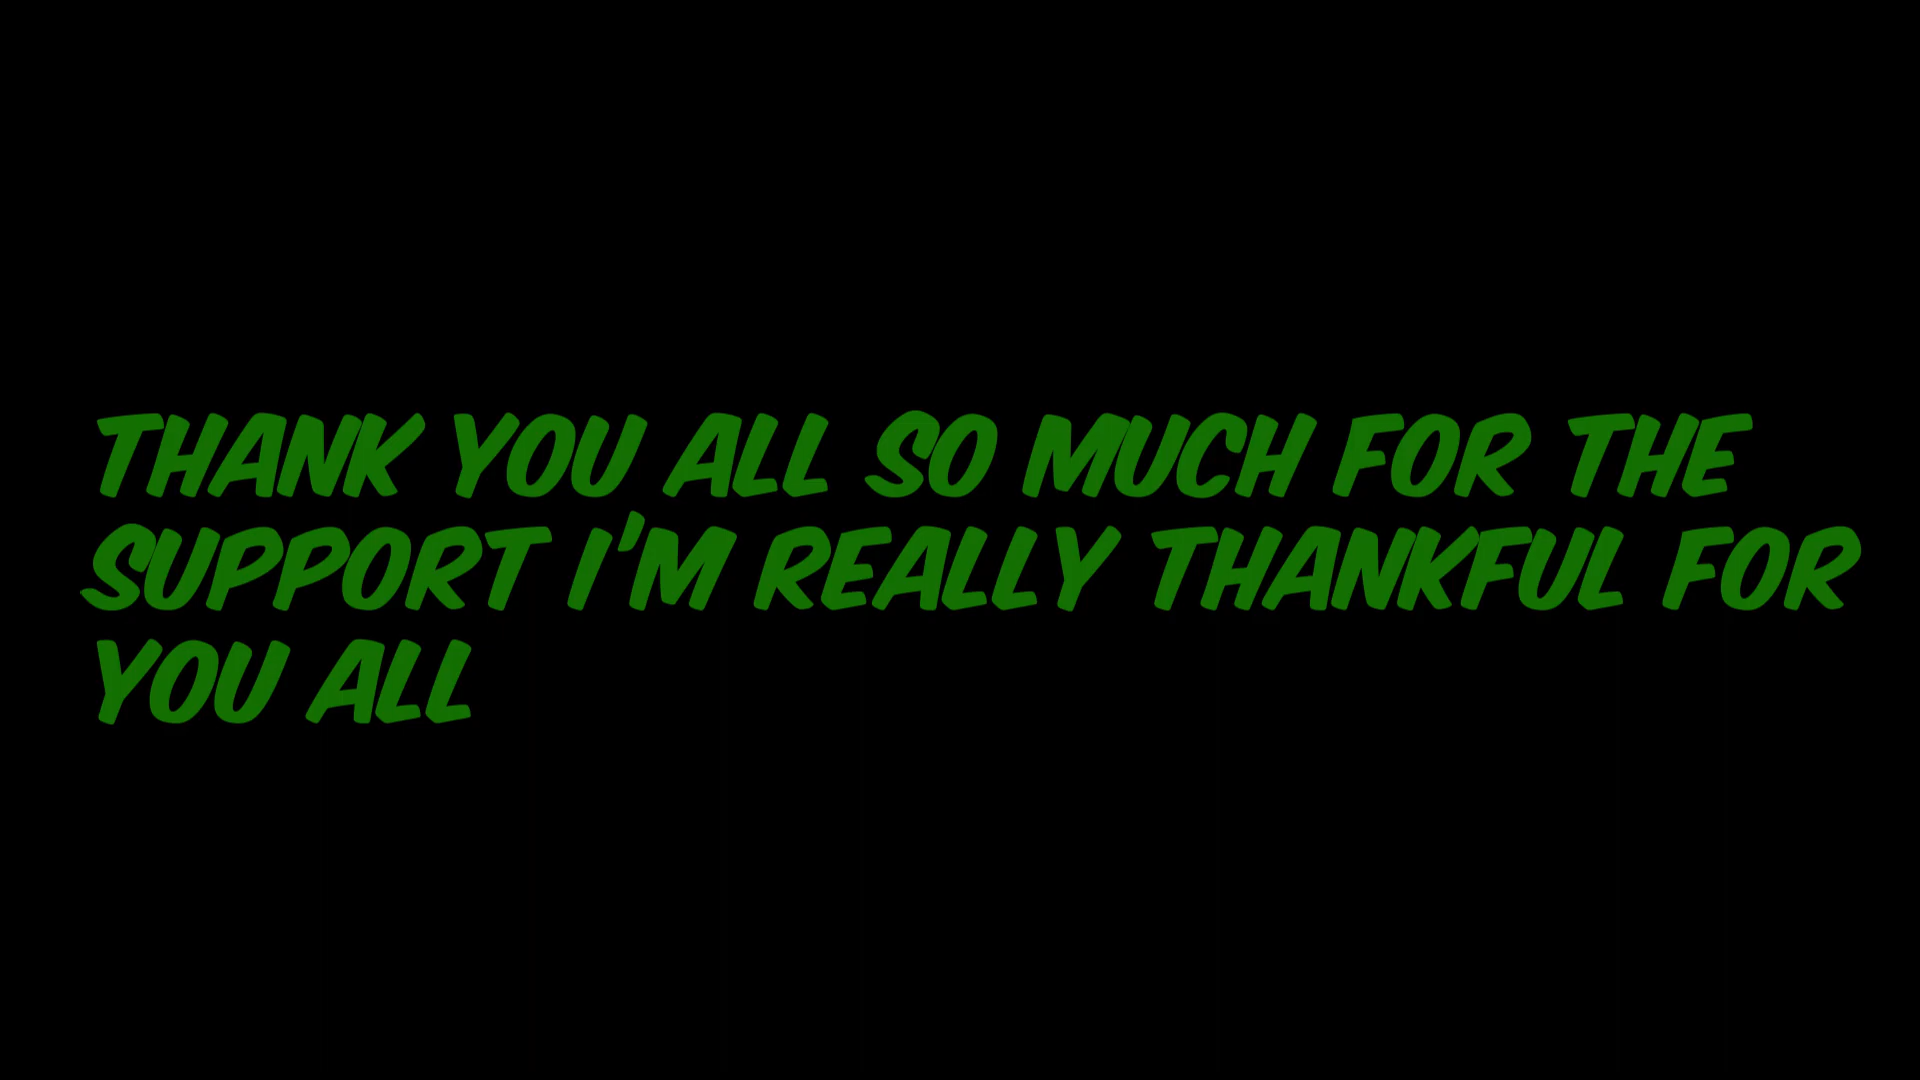 THANK YOU ALL SO MUCH FOR THE
SUPPORT I'M REALLY THANKFUL FOR
YOU ALL